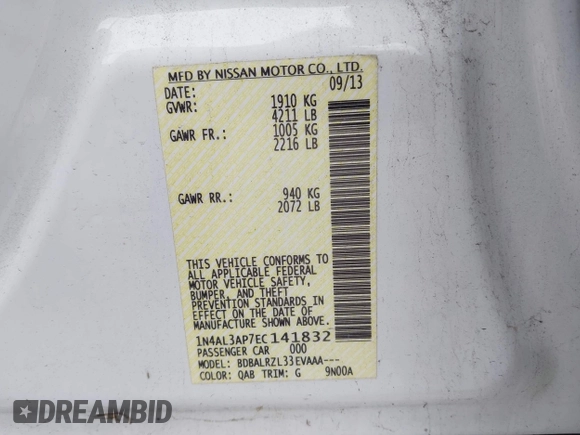 MFD BY NISSAN MOTOR CO., LTD.
DATE: 09/13
GVWR: 1910 KG
4211 LB
GAWR FR.: 1005 KG
2216 LB
GAWR RR.: 940 KG
2072 LB
THIS VEHICLE CONFORMS TO
ALL APPLICABLE FEDERAL
MOTOR VEHICLE SAFETY,
BUMPER, AND THEFT
PREVENTION STANDARDS IN
EFFECT ON THE DATE OF
MANUFACTURE SHOWN ABOVE.
1N4AL3AP7EC141832
PASSENGER CAR 000
MODEL: BDBALRZL33EVAAA---
COLOR: QAB TRIM: G 9N00A
DREAMBID